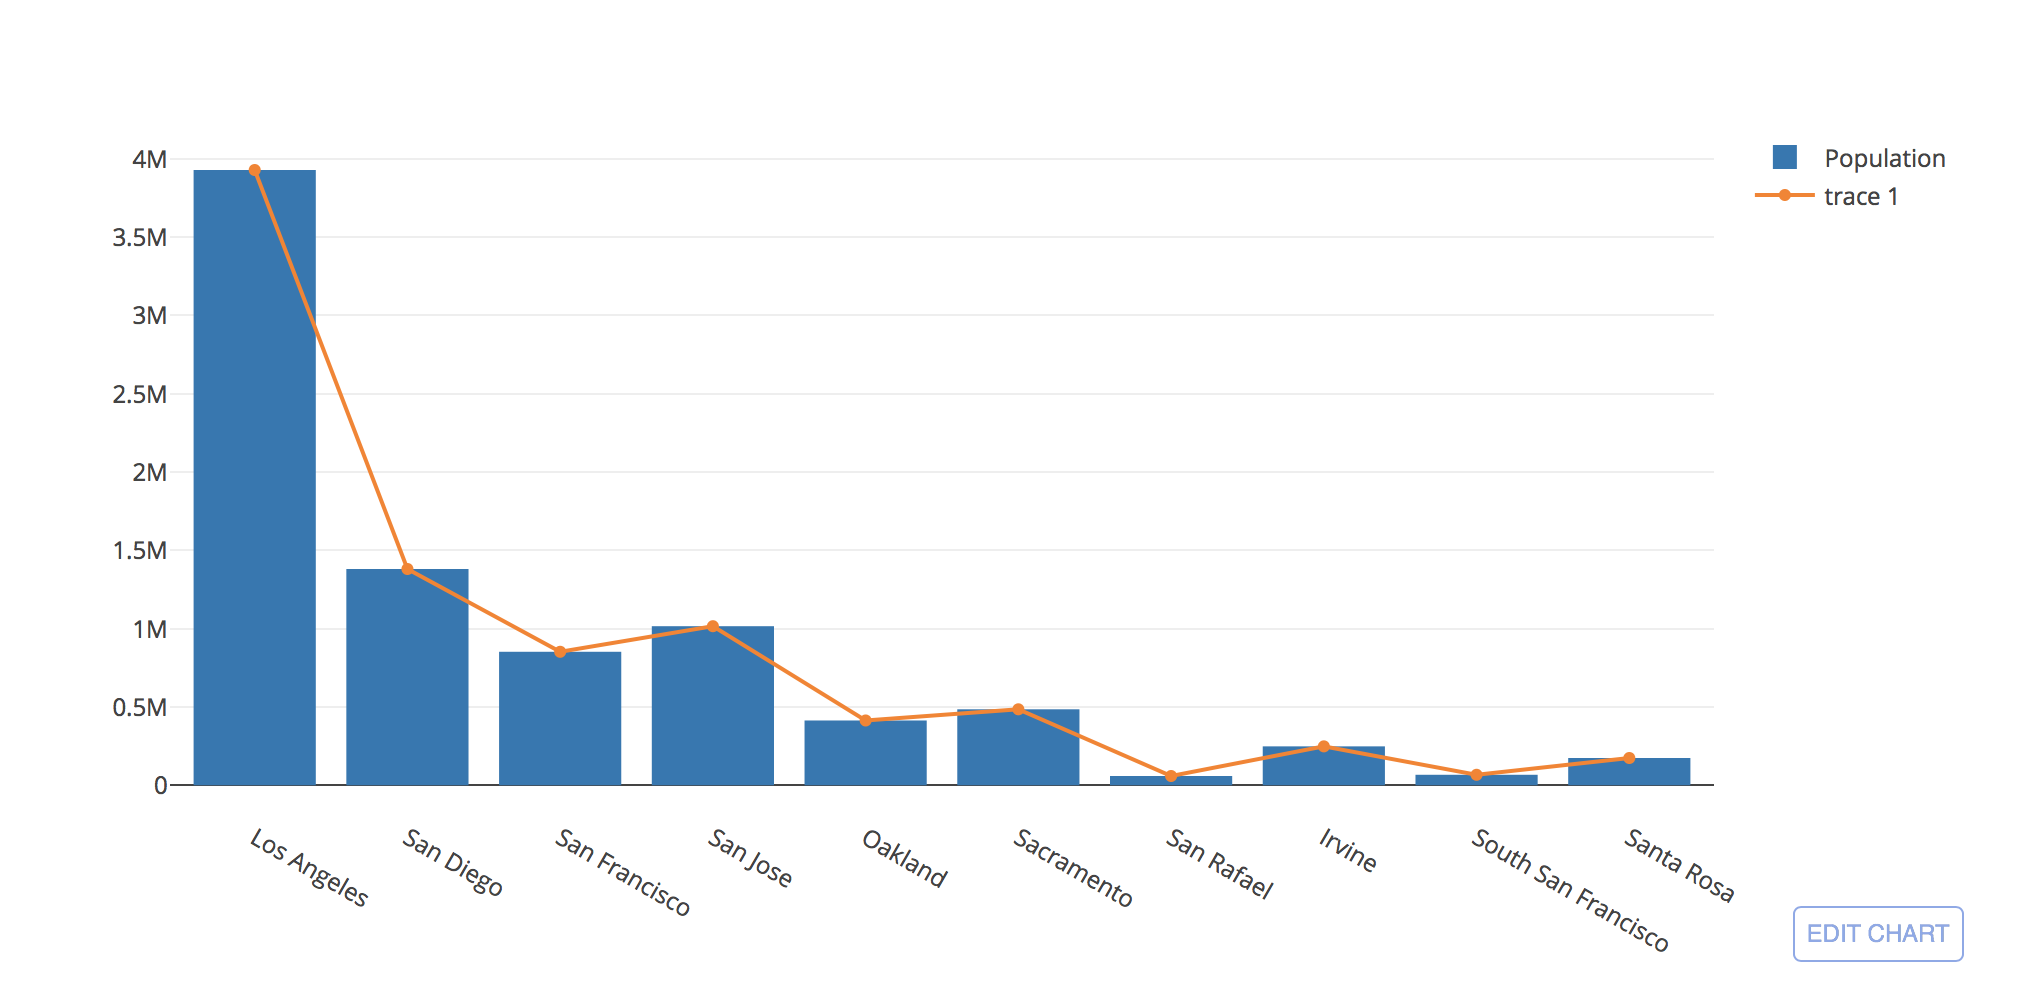 4M
3.5M
3M
2.5M
2M
1.5M
1M
0.5M
0
Los Angeles
San Diego
San Francisco
San Jose
Oakland
Sacramento
San Rafael
Irvine
South San Francisco
Santa Rosa
Population
trace 1
EDIT CHART